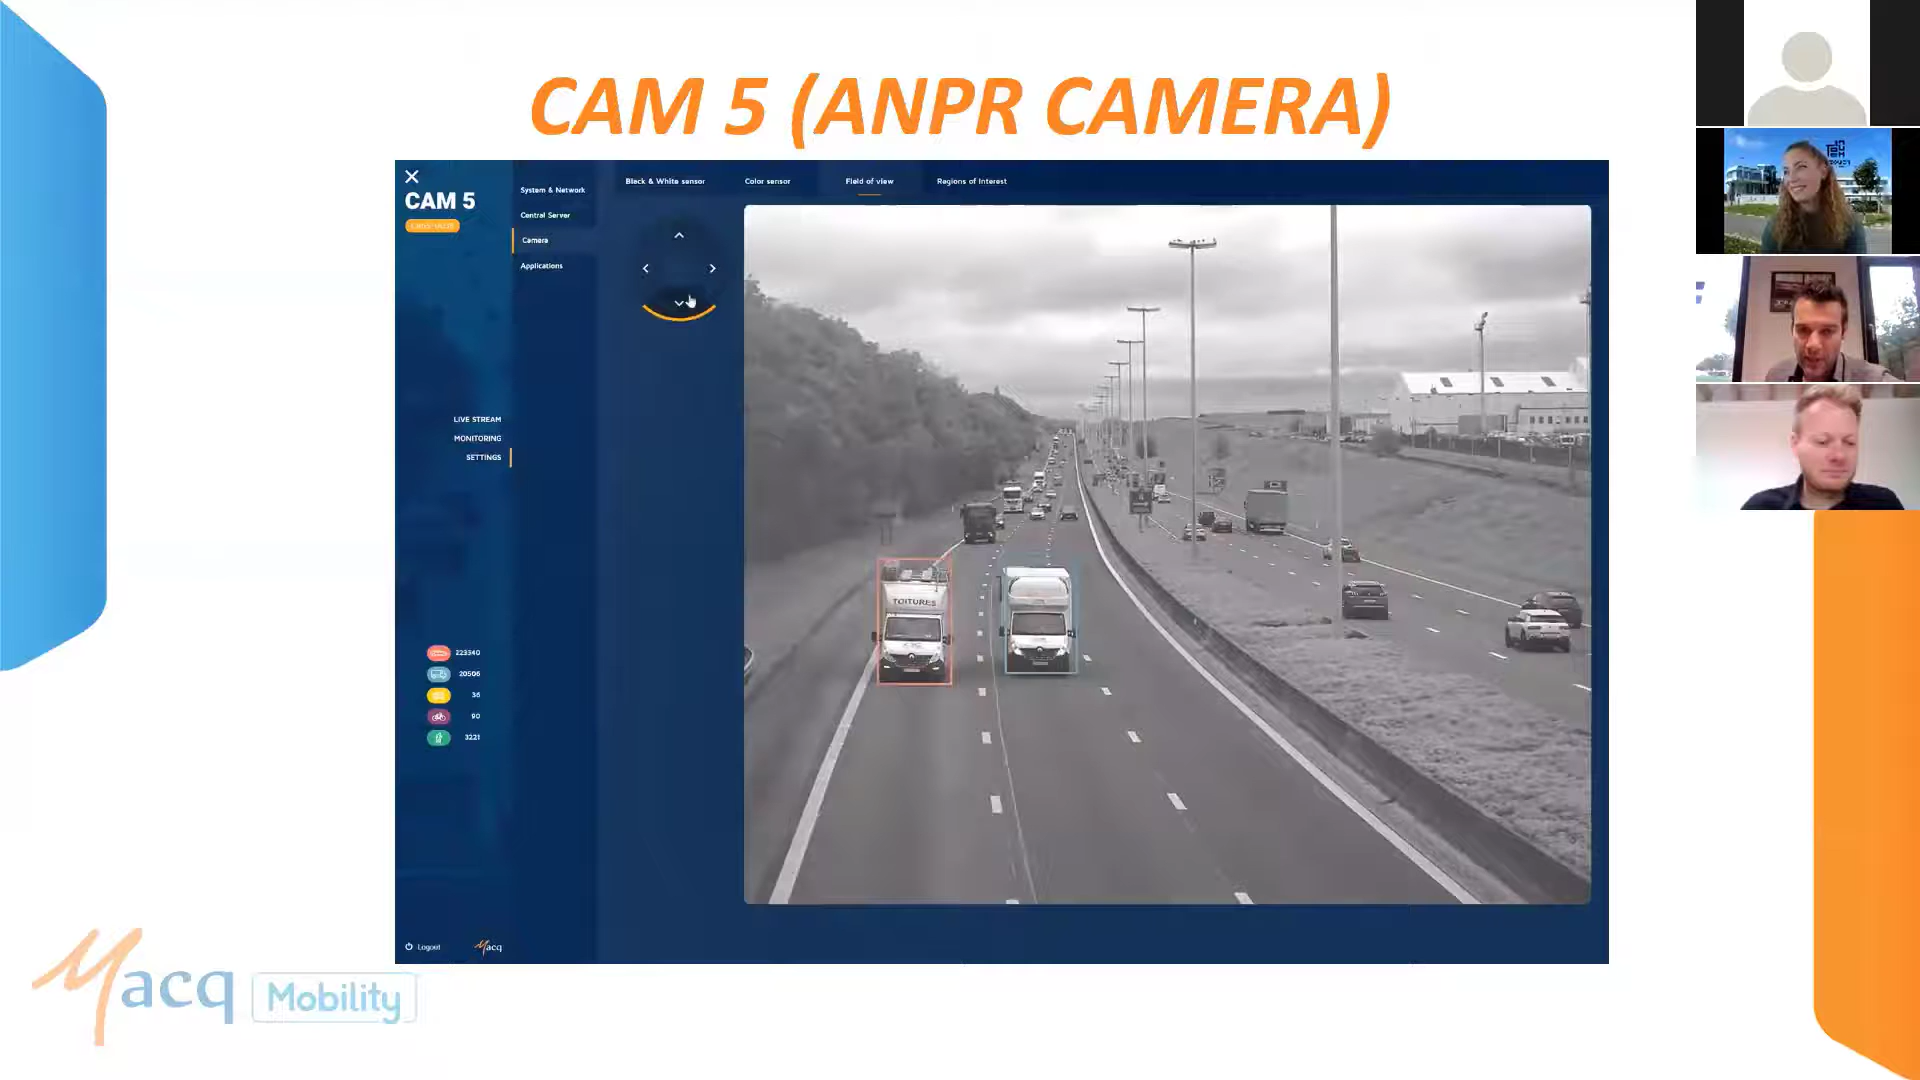 CAM 5 (ANPR CAMERA)
CAM 5
System & Network
Central Server
Camera
Applications
Black & White sensor
Color sensor
Field of view
Regions of Interest
LIVE STREAM
MONITORING
SETTINGS
TOITURES
223340
20506
36
90
3221
Logout
Macq
Macq Mobility